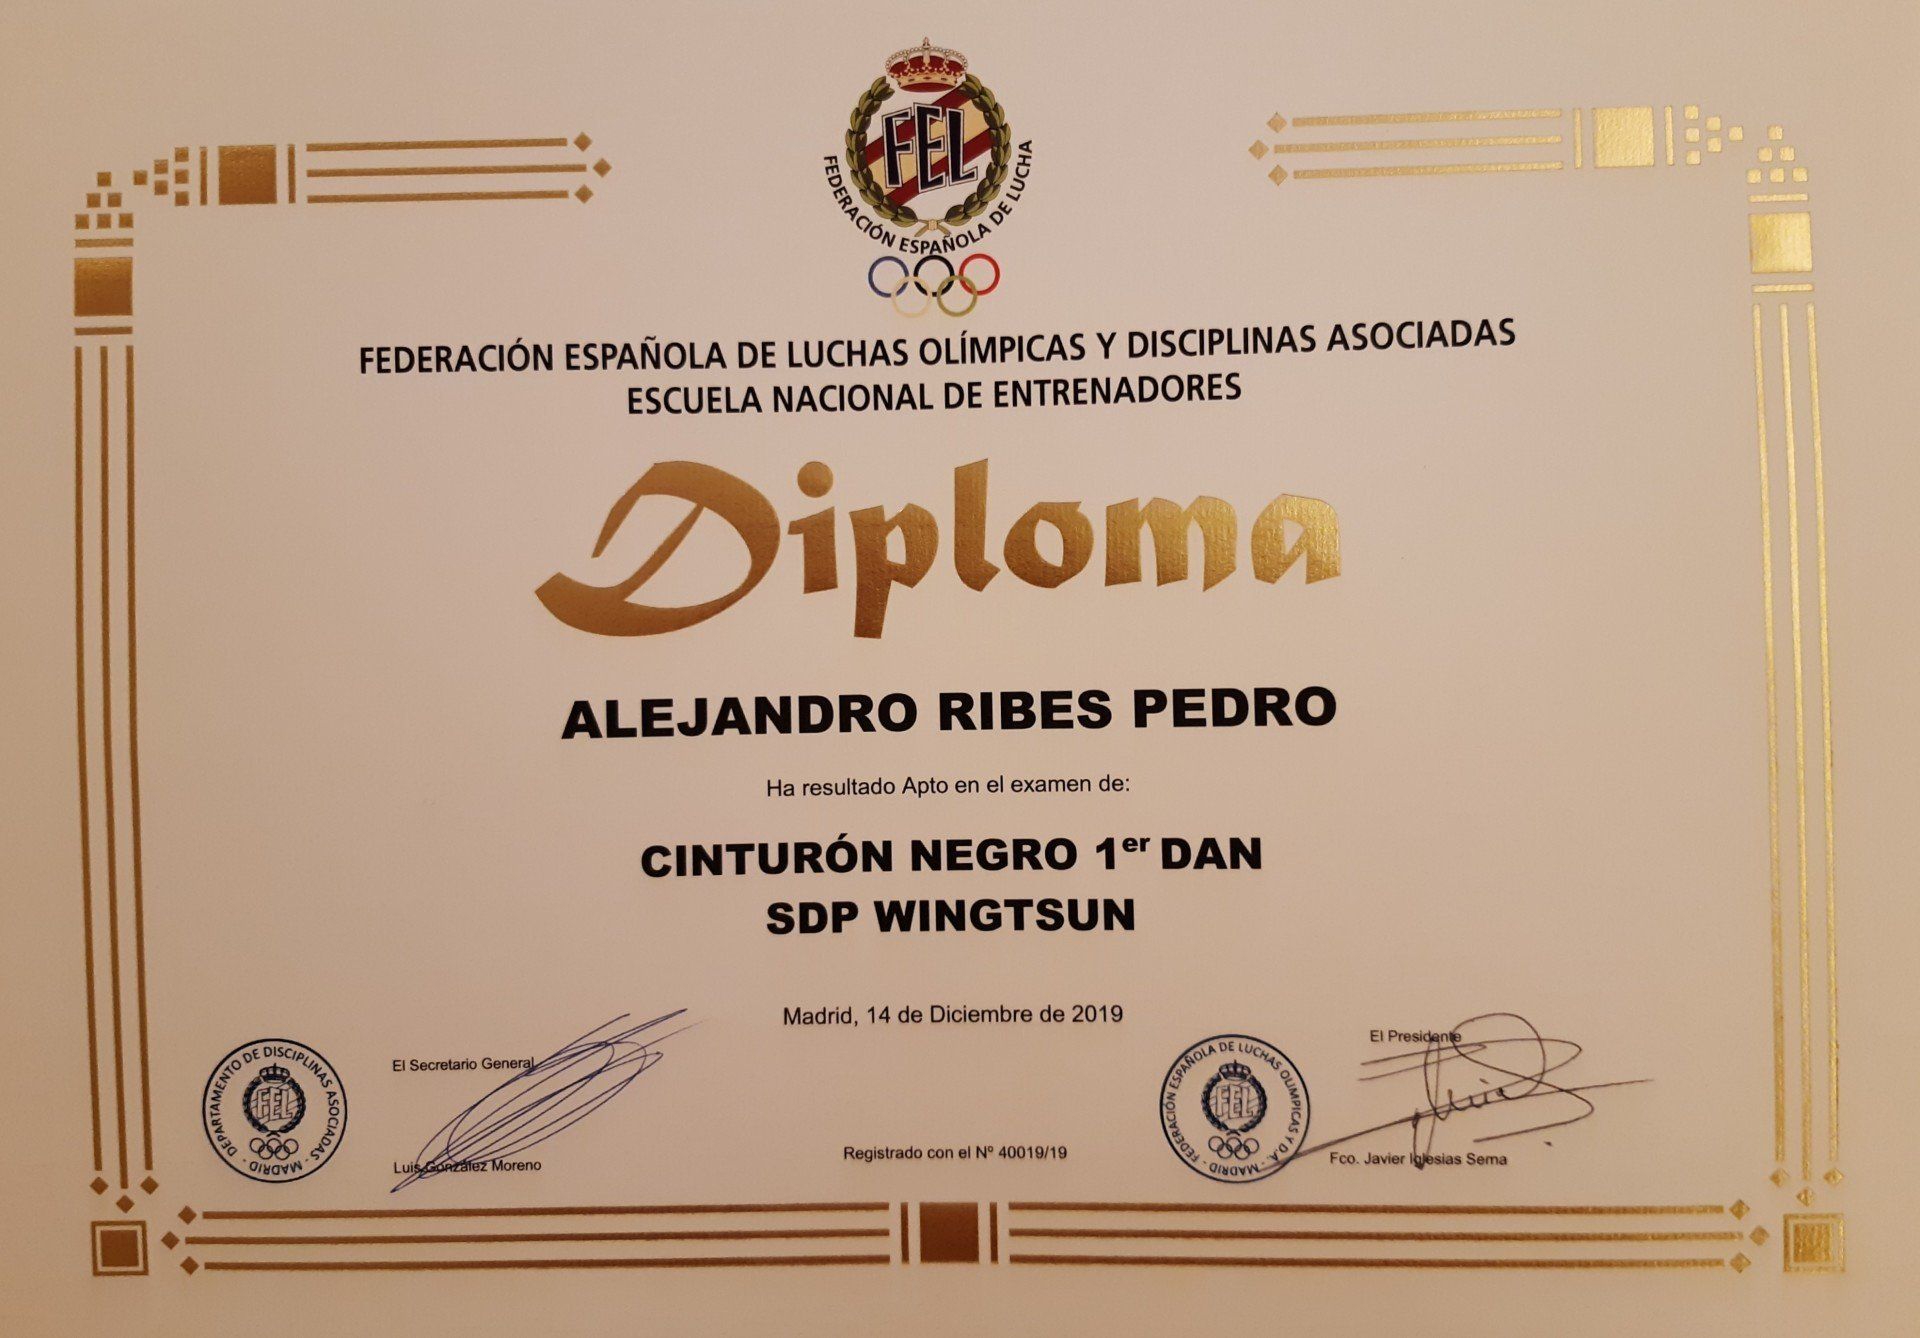 FEL
FEDERACIÓN ESPAÑOLA DE LUCHA
FEDERACIÓN ESPAÑOLA DE LUCHAS OLÍMPICAS Y DISCIPLINAS ASOCIADAS
ESCUELA NACIONAL DE ENTRENADORES
Diploma
ALEJANDRO RIBES PEDRO
Ha resultado Apto en el examen de:
CINTURÓN NEGRO 1er DAN
SDP WINGTSUN
Madrid, 14 de Diciembre de 2019
El Secretario General
Luis González Moreno
DEPARTAMENTO DE DISCIPLINAS ASOCIADAS - MADRID -
FEL
Registrado con el Nº 40019/19
FEDERACIÓN ESPAÑOLA DE LUCHAS OLIMPICAS Y D.A. - MADRID -
FEL
El Presidente
Fco. Javier Iglesias Sema